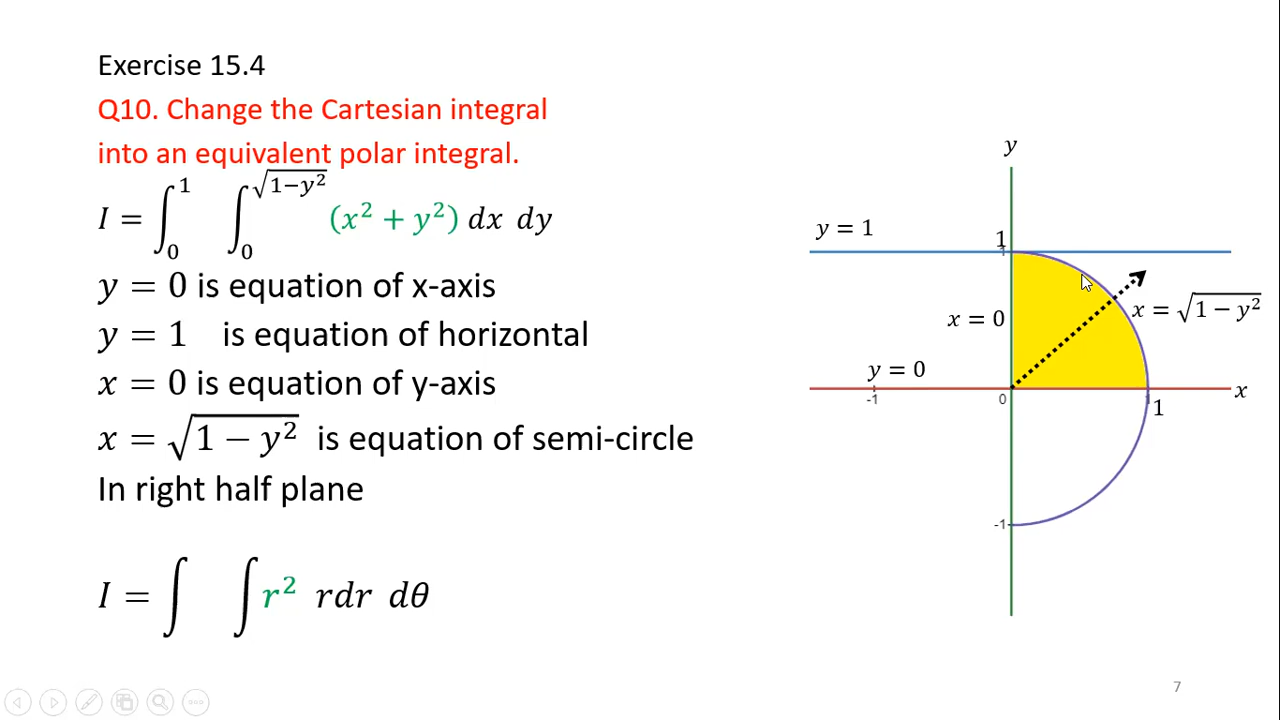 Exercise 15.4
Q10. Change the Cartesian integral
into an equivalent polar integral.
I = ∫₀¹ ∫₀^√(1−y²) (x² + y²) dx dy
y = 0 is equation of x-axis
y = 1 is equation of horizontal
x = 0 is equation of y-axis
x = √(1 − y²) is equation of semi-circle
In right half plane
I = ∫ ∫ r² rdr dθ
y
y = 1
1
x = √(1 − y²)
x = 0
y = 0
x
-1
0
1
-1
7